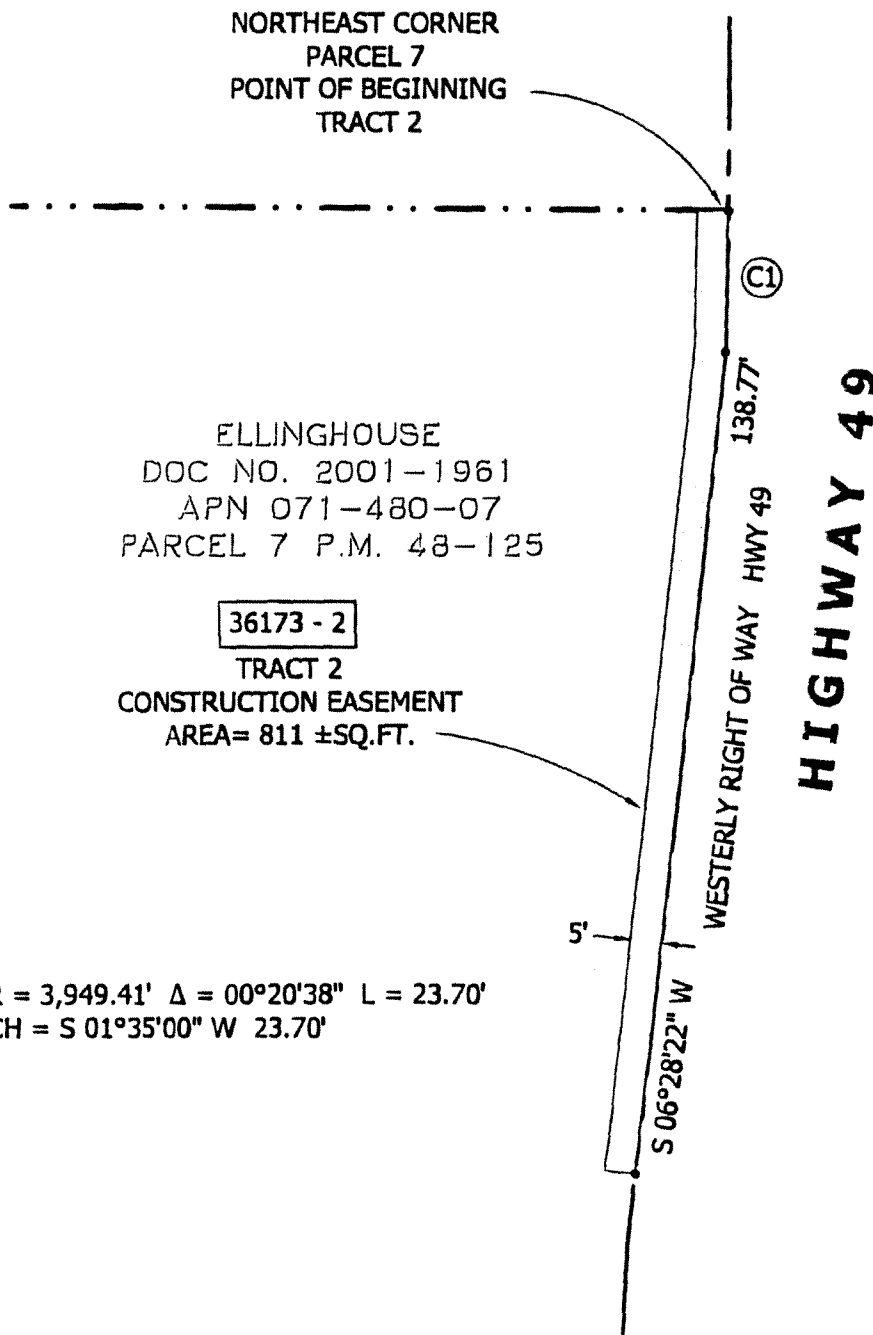 NORTHEAST CORNER
PARCEL 7
POINT OF BEGINNING
TRACT 2
C1
138.77'
HIGHWAY 49
ELLINGHOUSE
DOC NO. 2001-1961
APN 071-480-07
PARCEL 7 P.M. 48-125
36173 - 2
TRACT 2
CONSTRUCTION EASEMENT
AREA= 811 ±SQ.FT.
WESTERLY RIGHT OF WAY HWY 49
5'
= 3,949.41' Δ = 00°20'38" L = 23.70'
CH = S 01°35'00" W 23.70'
S 06°28'22" W